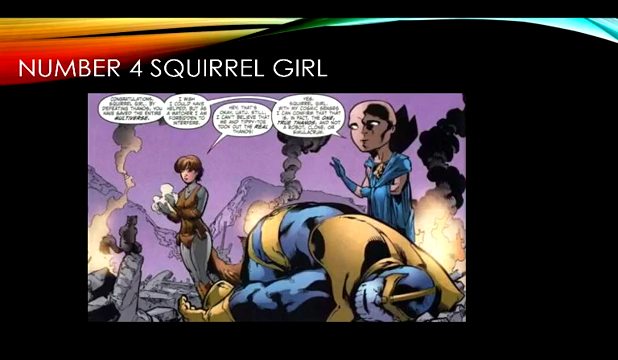 NUMBER 4 SQUIRREL GIRL
CONGRATULATIONS,
SQUIRREL GIRL. BY
DEFEATING THANOS, YOU
HAVE SAVED THE ENTIRE
MULTIVERSE.
I WISH
I COULD HAVE
HELPED, BUT AS
A WATCHER I AM
FORBIDDEN TO
INTERFERE.
HEY, THAT'S
OKAY, UATU. STILL,
I CAN'T BELIEVE THAT
ME AND TIPPY-TOE
TOOK OUT THE REAL
THANOS!
YES,
SQUIRREL GIRL,
WITH MY COSMIC SENSES
I CAN CONFIRM THAT THAT
IS, IN FACT, THE ONE,
TRUE THANOS, AND NOT
A ROBOT, CLONE, OR
SIMULACRUM.